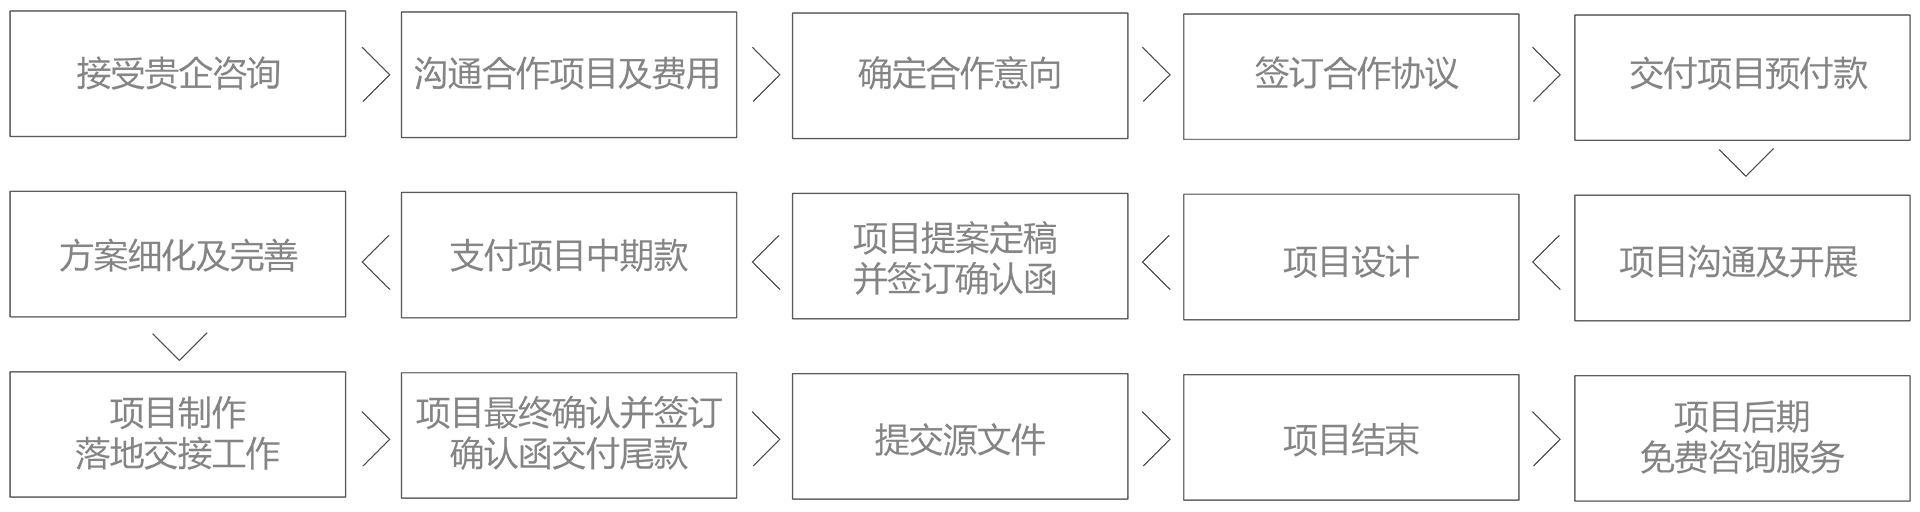 接受贵企咨询
沟通合作项目及费用
确定合作意向
签订合作协议
交付项目预付款
项目沟通及开展
项目设计
项目提案定稿
并签订确认函
支付项目中期款
方案细化及完善
项目制作
落地交接工作
项目最终确认并签订
确认函交付尾款
提交源文件
项目结束
项目后期
免费咨询服务